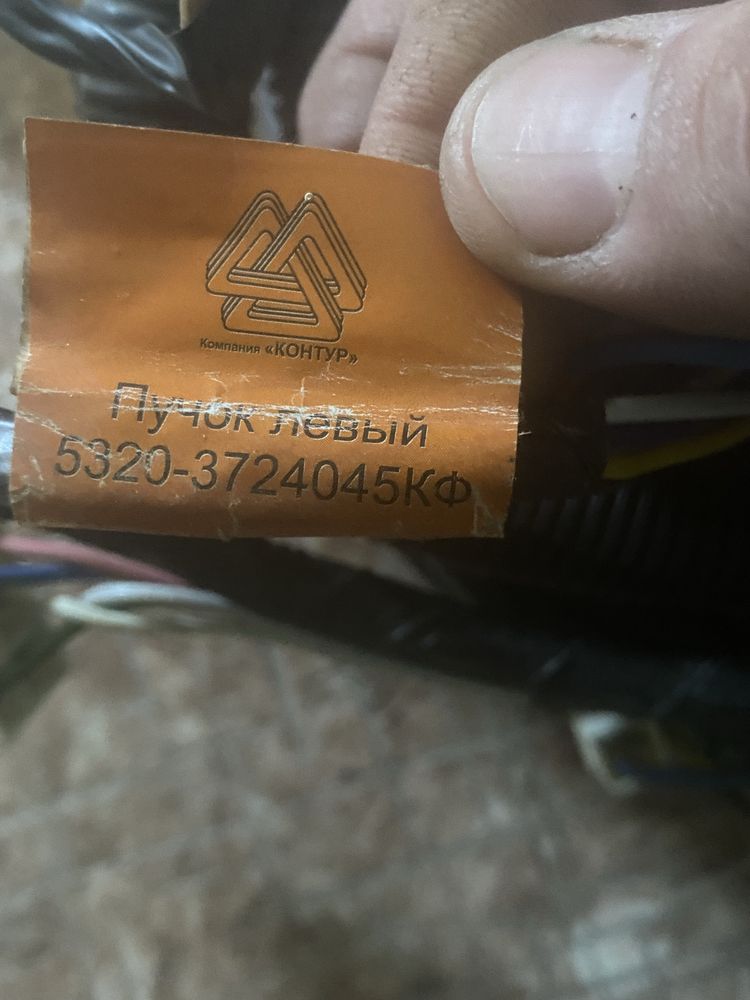 Компания «КОНТУР»
Пучок левый
5320-3724045КФ